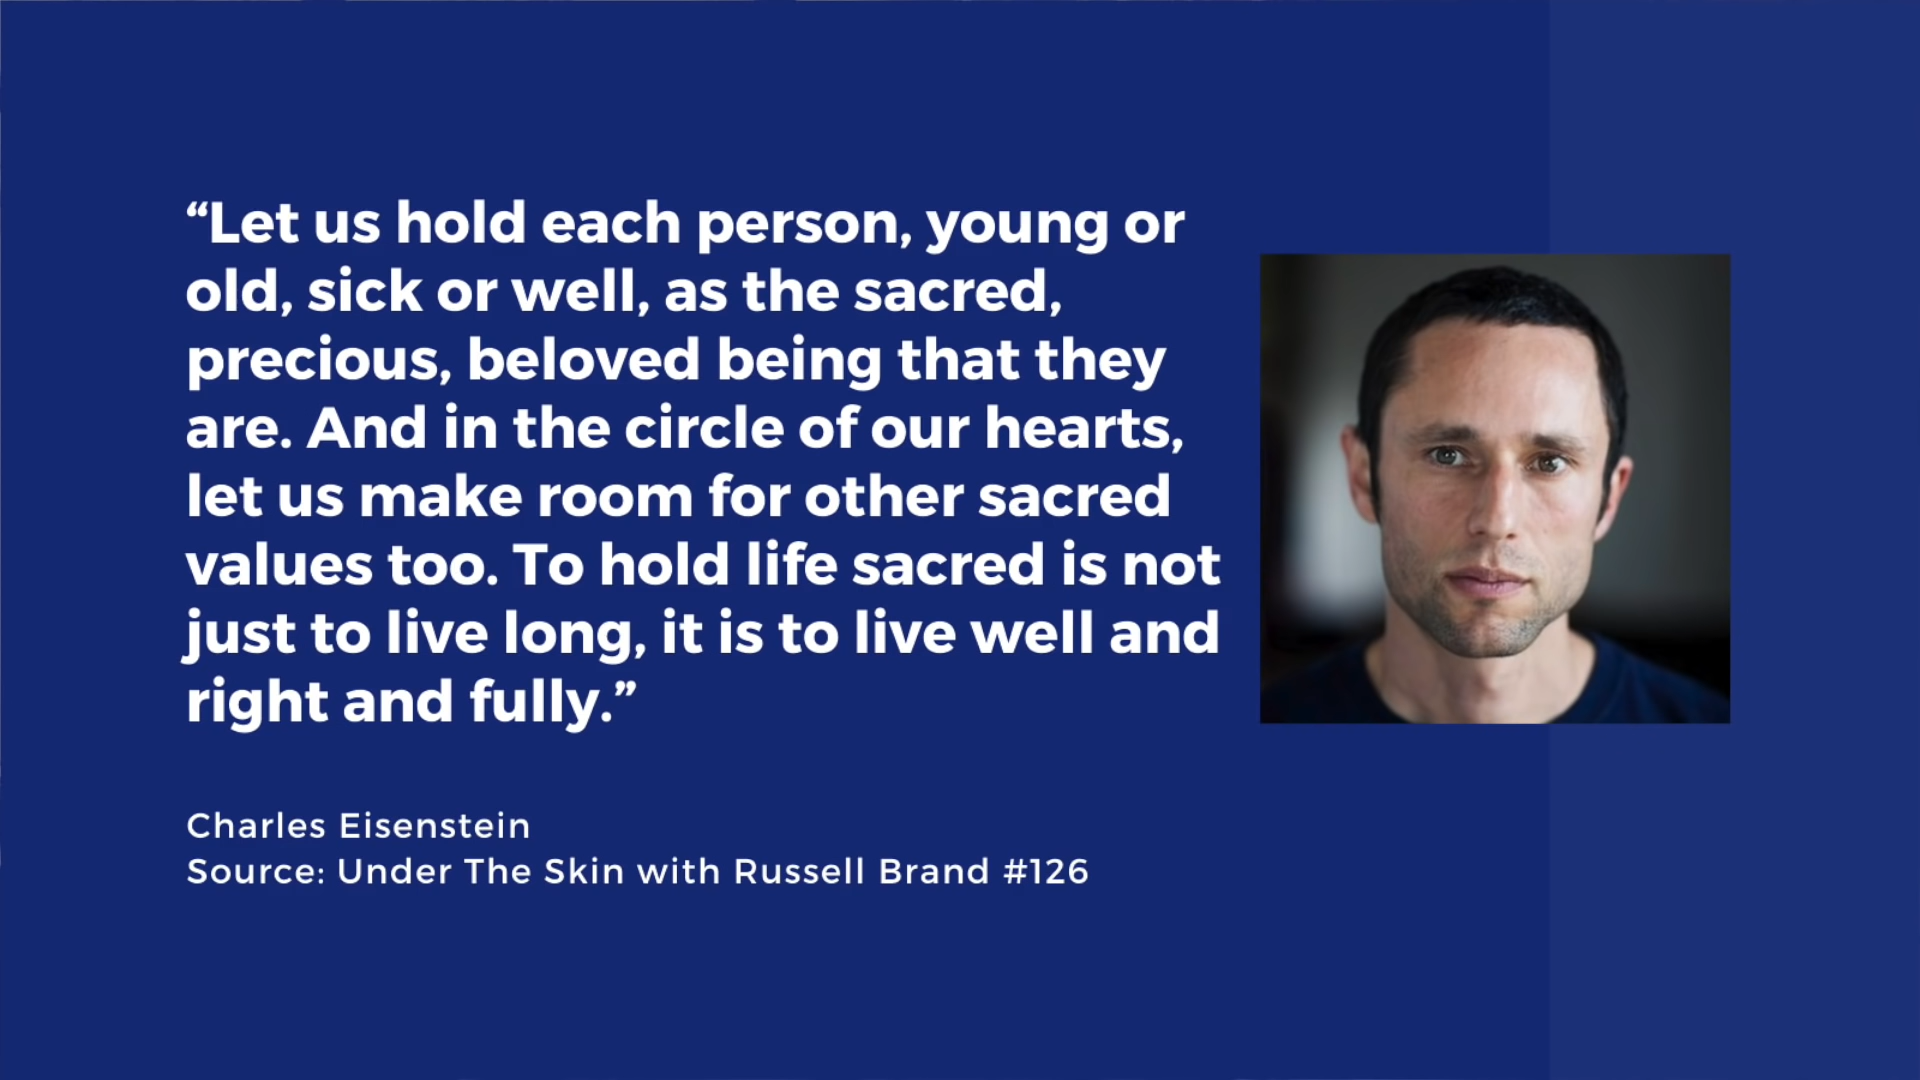 “Let us hold each person, young or
old, sick or well, as the sacred,
precious, beloved being that they
are. And in the circle of our hearts,
let us make room for other sacred
values too. To hold life sacred is not
just to live long, it is to live well and
right and fully.”
Charles Eisenstein
Source: Under The Skin with Russell Brand #126